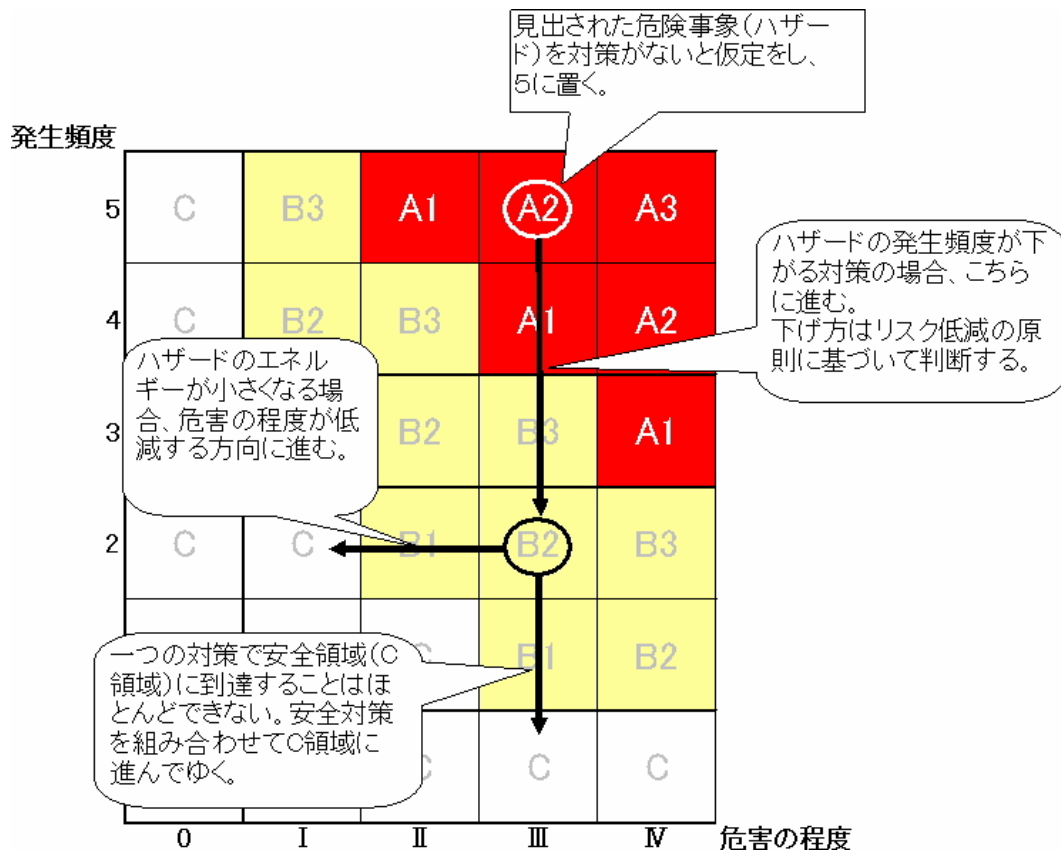 見出された危険事象(ハザー
ド)を対策がないと仮定をし、
5に置く。
発生頻度
5 C B3 A1 A2 A3
ハザードの発生頻度が下
がる対策の場合、こちら
に進む。
下げ方はリスク低減の原
則に基づいて判断する。
4 C B2 B3 A1 A2
ハザードのエネル
ギーが小さくなる場
合、危害の程度が低
減する方向に進む。
3 B2 B3 A1
2 C C B1 B2 B3
一つの対策で安全領域(C
領域)に到達することはほ
とんどできない。安全対策
を組み合わせてC領域に
進んでゆく。
C B1 B2
C C C
0 Ⅰ Ⅱ Ⅲ Ⅳ 危害の程度